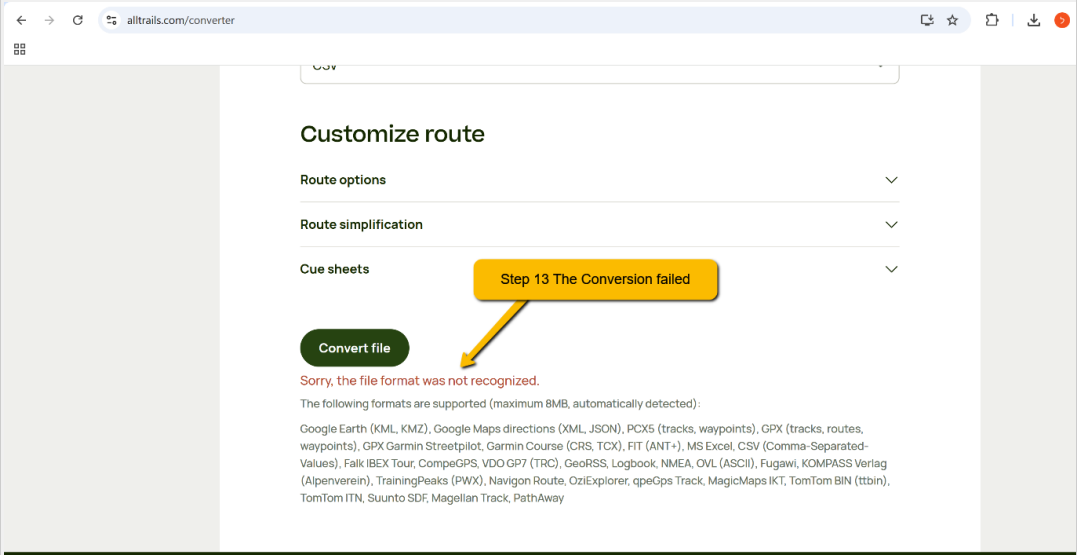 alltrails.com/converter
CSV
Customize route
Route options
Route simplification
Cue sheets
Step 13 The Conversion failed
Convert file
Sorry, the file format was not recognized.
The following formats are supported (maximum 8MB, automatically detected):
Google Earth (KML, KMZ), Google Maps directions (XML, JSON), PCX5 (tracks, waypoints), GPX (tracks, routes,
waypoints), GPX Garmin Streetpilot, Garmin Course (CRS, TCX), FIT (ANT+), MS Excel, CSV (Comma-Separated-
Values), Falk IBEX Tour, CompeGPS, VDO GP7 (TRC), GeoRSS, Logbook, NMEA, OVL (ASCII), Fugawi, KOMPASS Verlag
(Alpenverein), TrainingPeaks (PWX), Navigon Route, OziExplorer, qpeGps Track, MagicMaps IKT, TomTom BIN (ttbin),
TomTom ITN, Suunto SDF, Magellan Track, PathAway